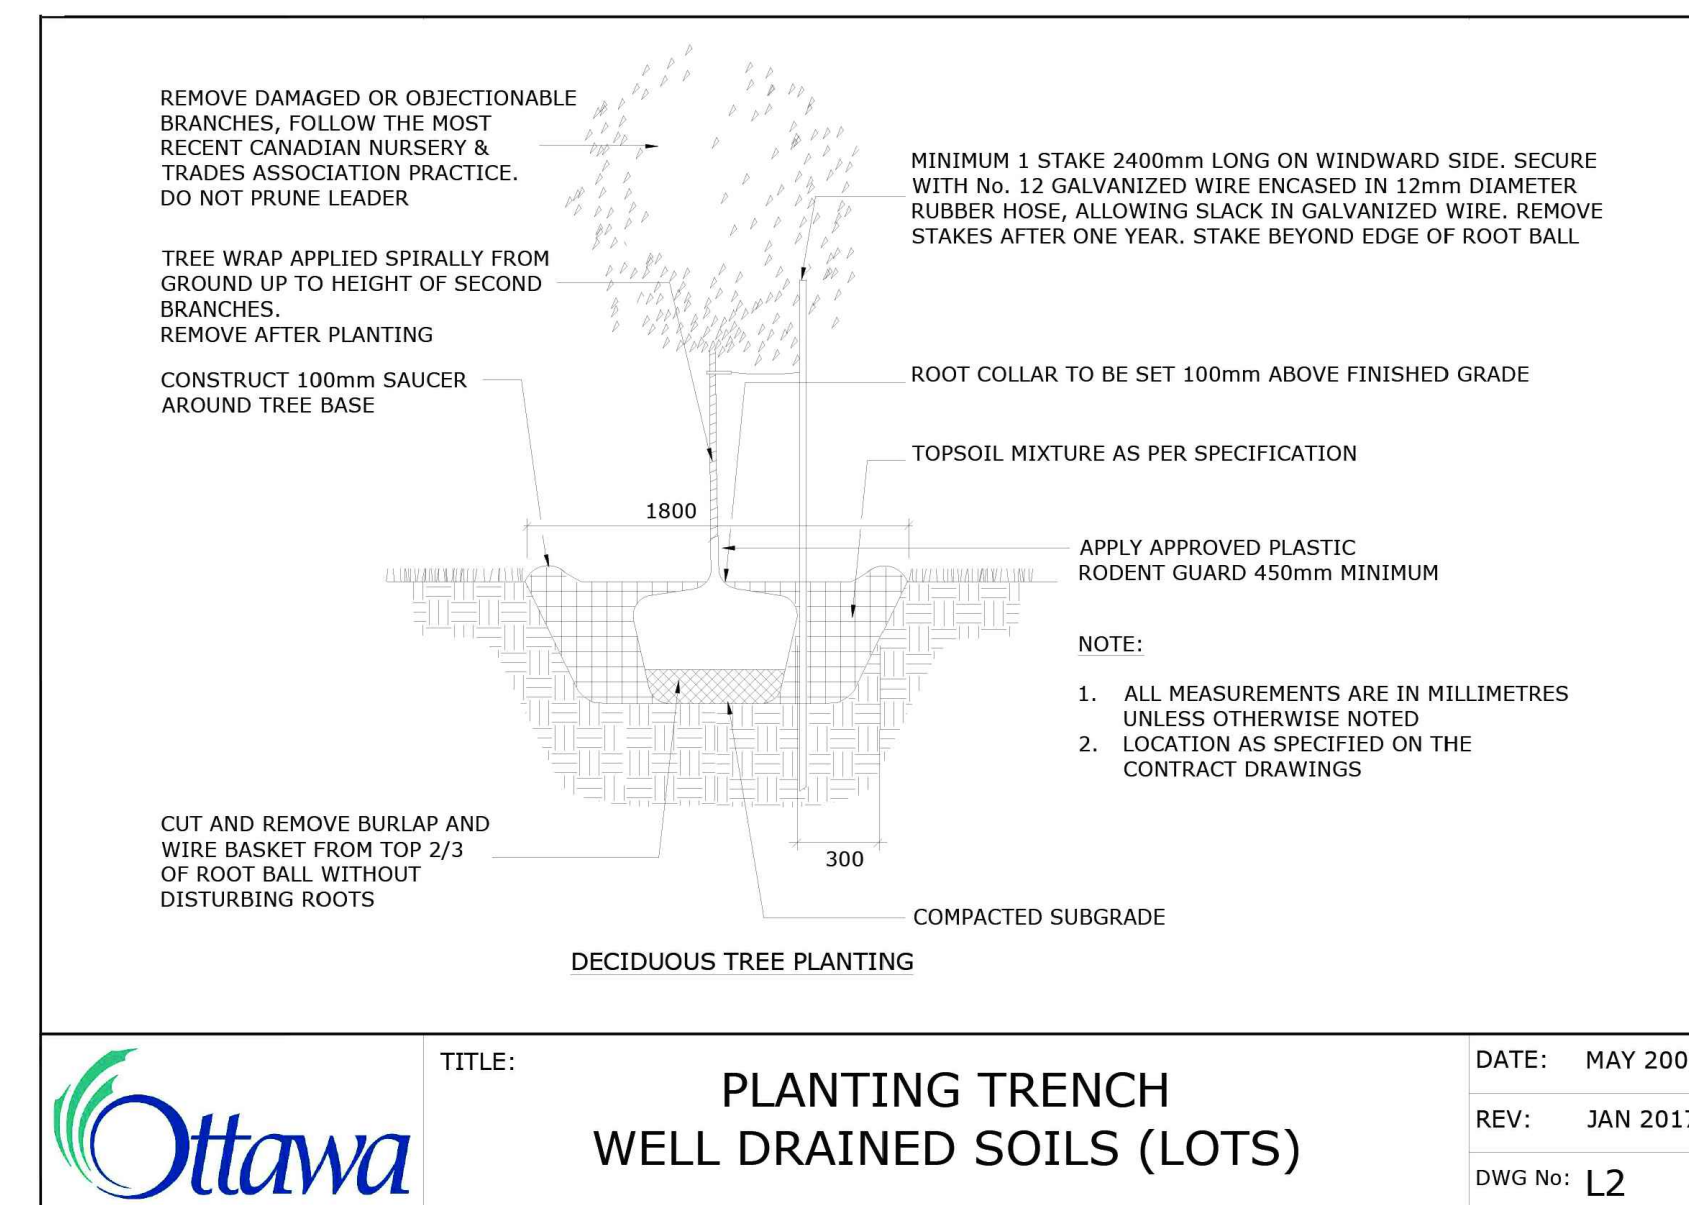 REMOVE DAMAGED OR OBJECTIONABLE
BRANCHES, FOLLOW THE MOST
RECENT CANADIAN NURSERY &
TRADES ASSOCIATION PRACTICE.
DO NOT PRUNE LEADER
TREE WRAP APPLIED SPIRALLY FROM
GROUND UP TO HEIGHT OF SECOND
BRANCHES.
REMOVE AFTER PLANTING
CONSTRUCT 100mm SAUCER
AROUND TREE BASE
MINIMUM 1 STAKE 2400mm LONG ON WINDWARD SIDE. SECURE
WITH No. 12 GALVANIZED WIRE ENCASED IN 12mm DIAMETER
RUBBER HOSE, ALLOWING SLACK IN GALVANIZED WIRE. REMOVE
STAKES AFTER ONE YEAR. STAKE BEYOND EDGE OF ROOT BALL
ROOT COLLAR TO BE SET 100mm ABOVE FINISHED GRADE
TOPSOIL MIXTURE AS PER SPECIFICATION
1800
APPLY APPROVED PLASTIC
RODENT GUARD 450mm MINIMUM
NOTE:
1. ALL MEASUREMENTS ARE IN MILLIMETRES
UNLESS OTHERWISE NOTED
2. LOCATION AS SPECIFIED ON THE
CONTRACT DRAWINGS
CUT AND REMOVE BURLAP AND
WIRE BASKET FROM TOP 2/3
OF ROOT BALL WITHOUT
DISTURBING ROOTS
300
COMPACTED SUBGRADE
DECIDUOUS TREE PLANTING
Ottawa
TITLE:
PLANTING TRENCH
WELL DRAINED SOILS (LOTS)
DATE: MAY 200
REV: JAN 2017
DWG No: L2